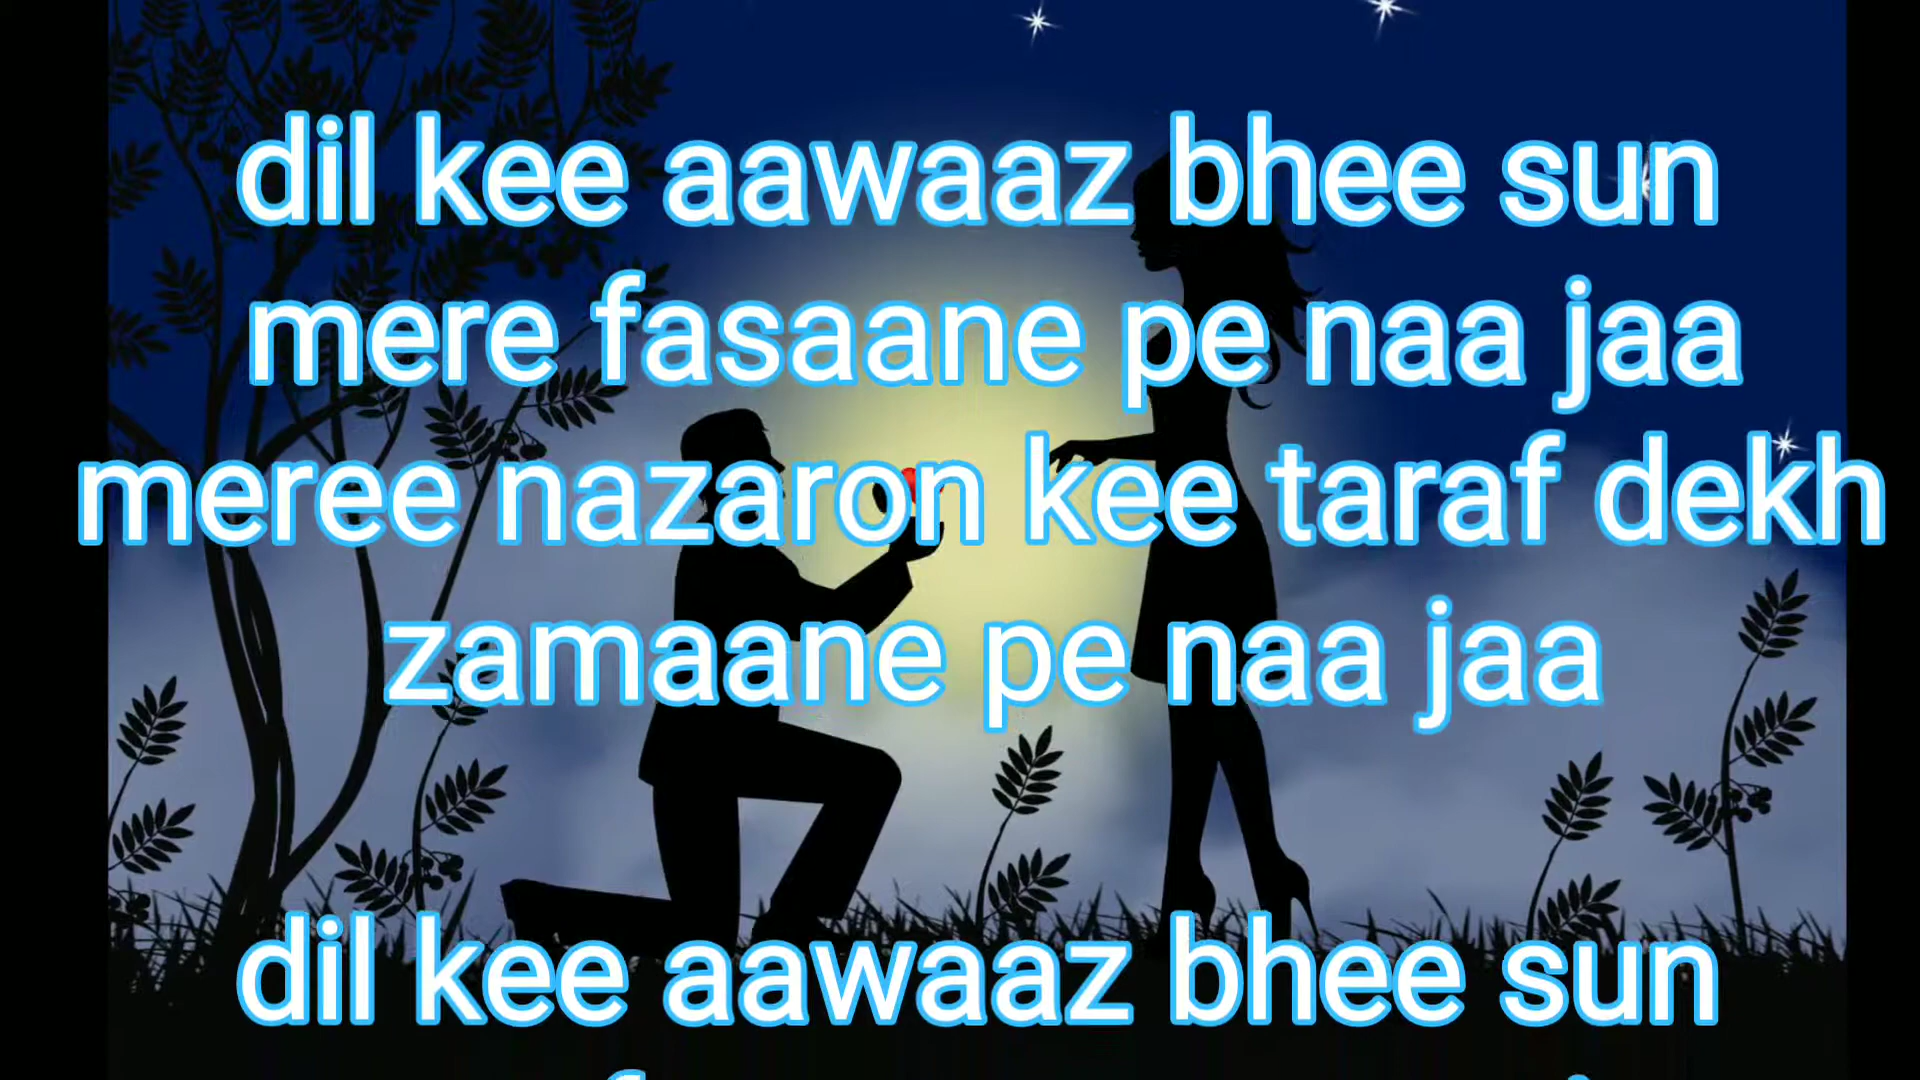 dil kee aawaaz bhee sun
mere fasaane pe naa jaa
meree nazaron kee taraf dekh
zamaane pe naa jaa
dil kee aawaaz bhee sun